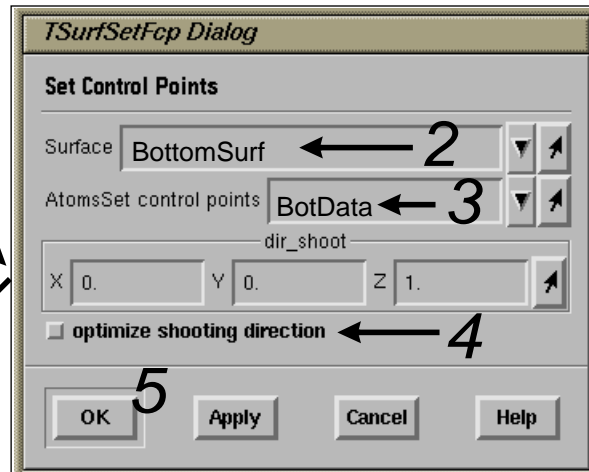 TSurfSetFcp Dialog
Set Control Points
Surface BottomSurf 2
AtomsSet control points BotData 3
dir_shoot
X 0. Y 0. Z 1.
optimize shooting direction 4
5
OK Apply Cancel Help